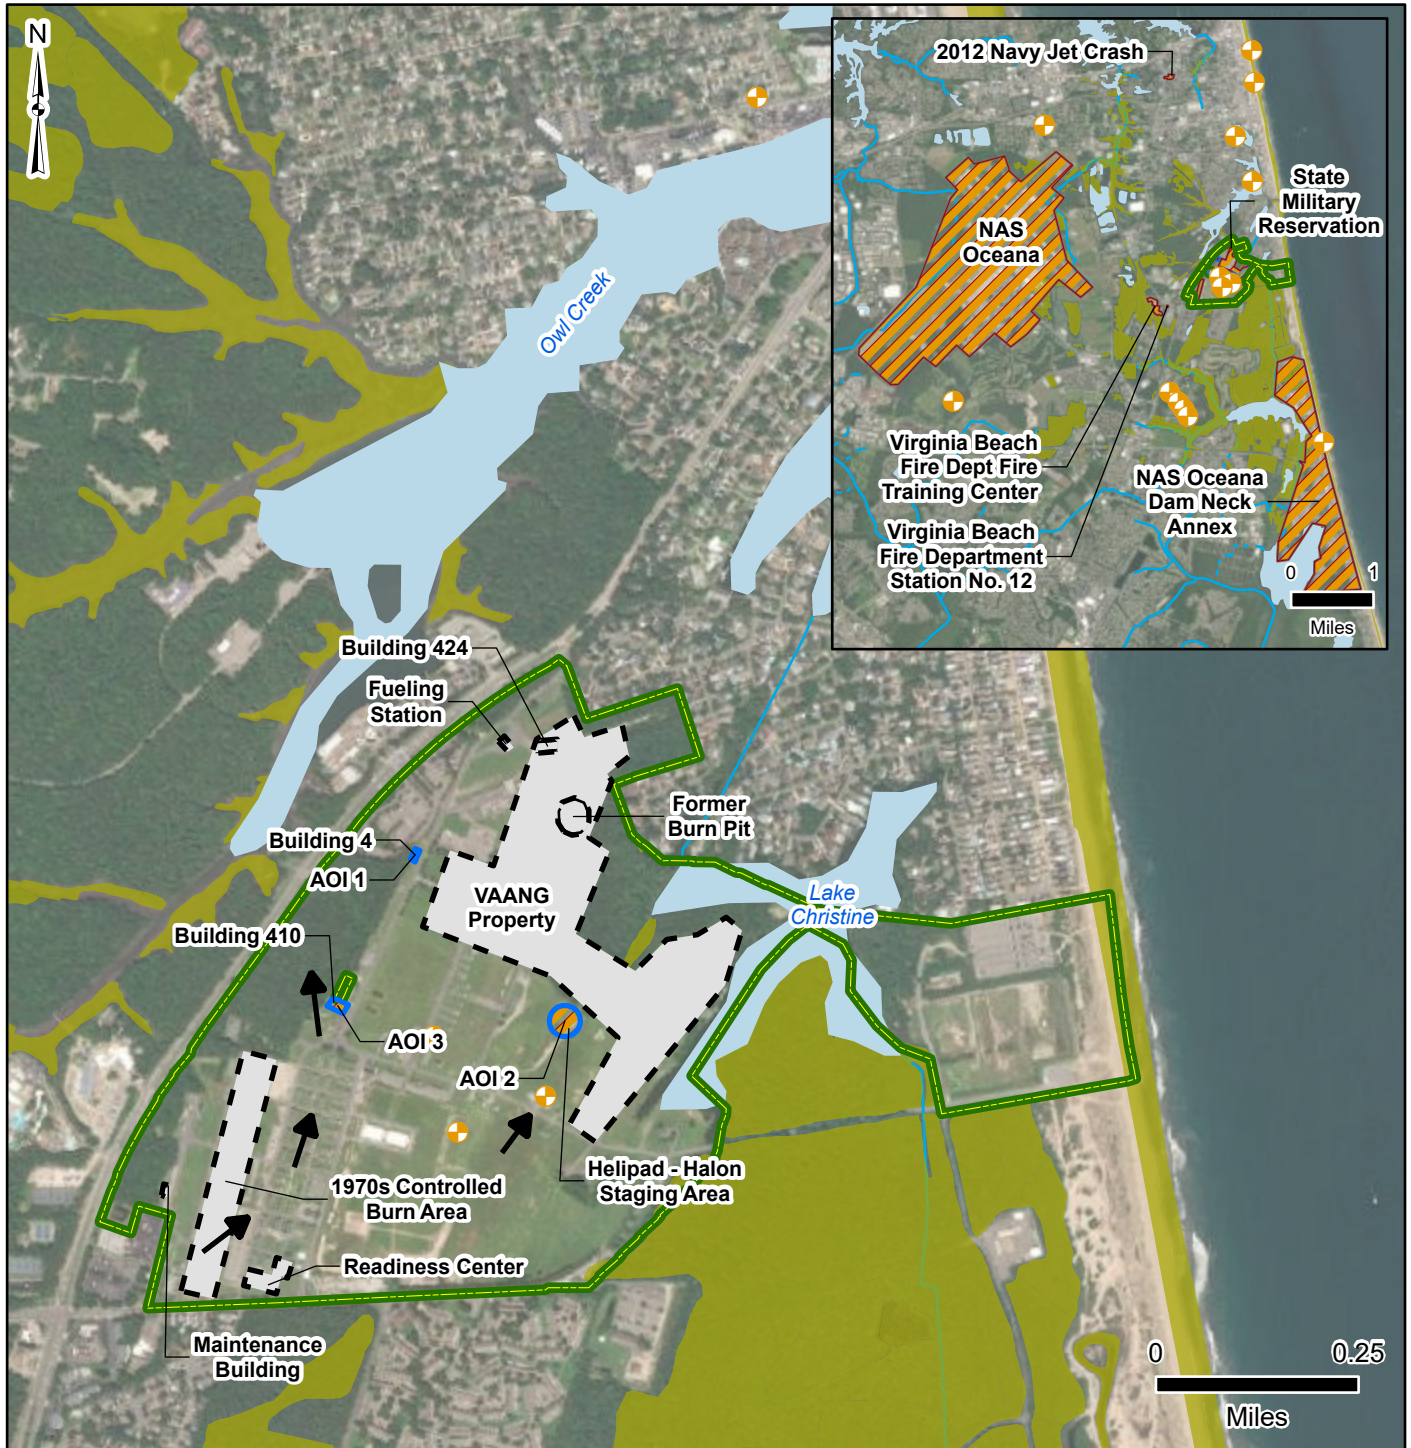 N
2012 Navy Jet Crash
State
Military
Reservation
NAS
Oceana
Virginia Beach
Fire Dept Fire
Training Center
NAS Oceana
Dam Neck
Annex
Virginia Beach
Fire Department
Station No. 12
0 1
Miles
Owl Creek
Building 424
Fueling
Station
Former
Burn Pit
Building 4
AOI 1
VAANG
Property
Lake
Christine
Building 410
AOI 3
AOI 2
Helipad - Halon
Staging Area
1970s Controlled
Burn Area
Readiness Center
Maintenance
Building
0 0.25
Miles